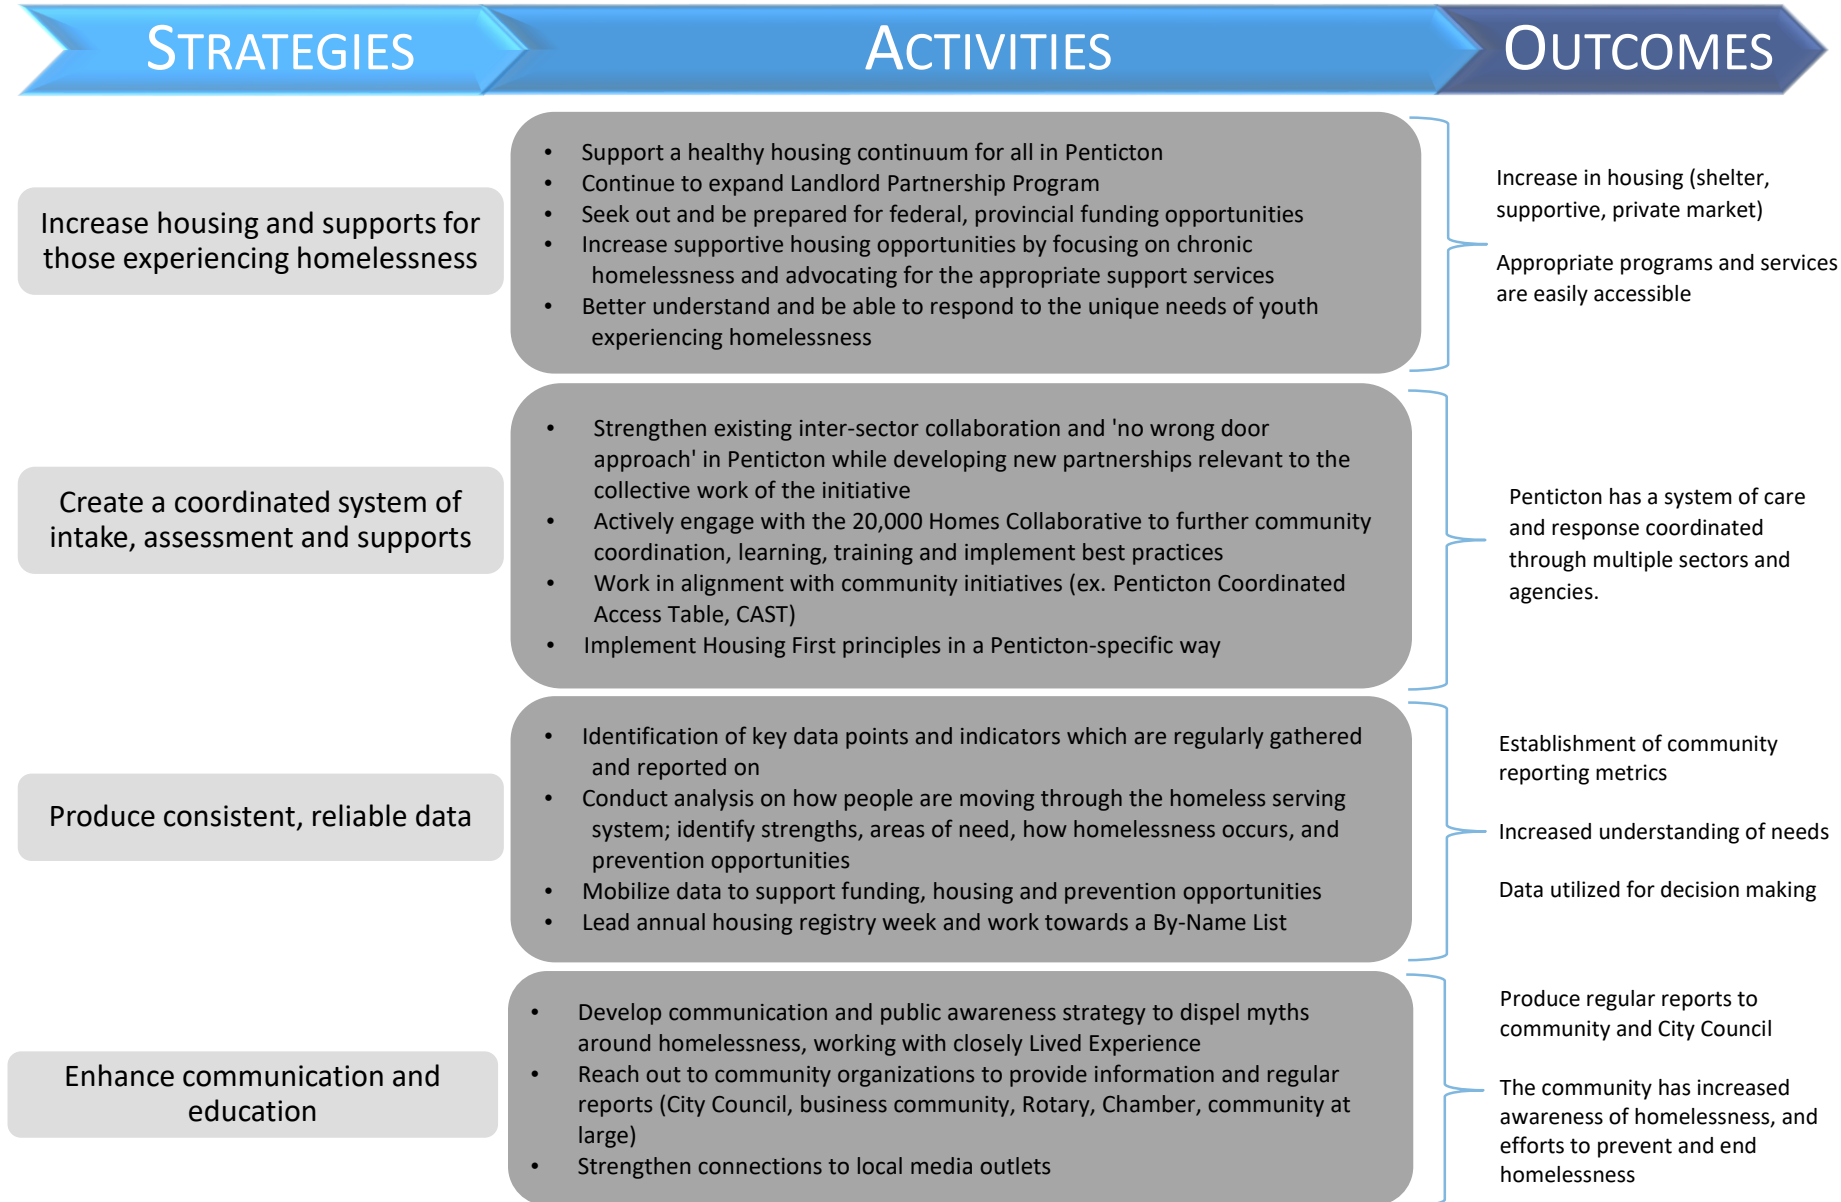 STRATEGIES
ACTIVITIES
OUTCOMES
Increase housing and supports for
those experiencing homelessness
• Support a healthy housing continuum for all in Penticton
• Continue to expand Landlord Partnership Program
• Seek out and be prepared for federal, provincial funding opportunities
• Increase supportive housing opportunities by focusing on chronic
homelessness and advocating for the appropriate support services
• Better understand and be able to respond to the unique needs of youth
experiencing homelessness
Increase in housing (shelter,
supportive, private market)
Appropriate programs and services
are easily accessible
Create a coordinated system of
intake, assessment and supports
• Strengthen existing inter-sector collaboration and 'no wrong door
approach' in Penticton while developing new partnerships relevant to the
collective work of the initiative
• Actively engage with the 20,000 Homes Collaborative to further community
coordination, learning, training and implement best practices
• Work in alignment with community initiatives (ex. Penticton Coordinated
Access Table, CAST)
• Implement Housing First principles in a Penticton-specific way
Penticton has a system of care
and response coordinated
through multiple sectors and
agencies.
Produce consistent, reliable data
• Identification of key data points and indicators which are regularly gathered
and reported on
• Conduct analysis on how people are moving through the homeless serving
system; identify strengths, areas of need, how homelessness occurs, and
prevention opportunities
• Mobilize data to support funding, housing and prevention opportunities
• Lead annual housing registry week and work towards a By-Name List
Establishment of community
reporting metrics
Increased understanding of needs
Data utilized for decision making
Enhance communication and
education
• Develop communication and public awareness strategy to dispel myths
around homelessness, working with closely Lived Experience
• Reach out to community organizations to provide information and regular
reports (City Council, business community, Rotary, Chamber, community at
large)
• Strengthen connections to local media outlets
Produce regular reports to
community and City Council
The community has increased
awareness of homelessness, and
efforts to prevent and end
homelessness